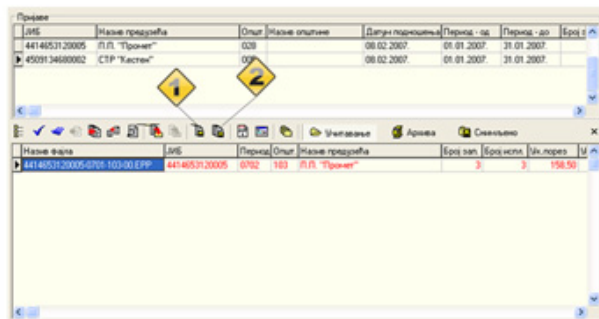 Пријаве
ЈИБ Назив предузећа Општ. Назив општине Датум подношења Период - од Период - до Број з
4414653120005 П.П. "Промет" 028 08.02.2007. 01.01.2007. 31.01.2007.
4509134680002 СТР "Кестен" 08.02.2007. 01.01.2007. 31.01.2007.
1 2
Учитавање Архива Снимљено
Назив фајла ЈИБ Период Општ. Назив предузећа Број зап. Број испл. Ук.порез
4414653120005-0701-103-00.EPP 4414653120005 0702 103 П.П. "Промет" 3 3 158.50